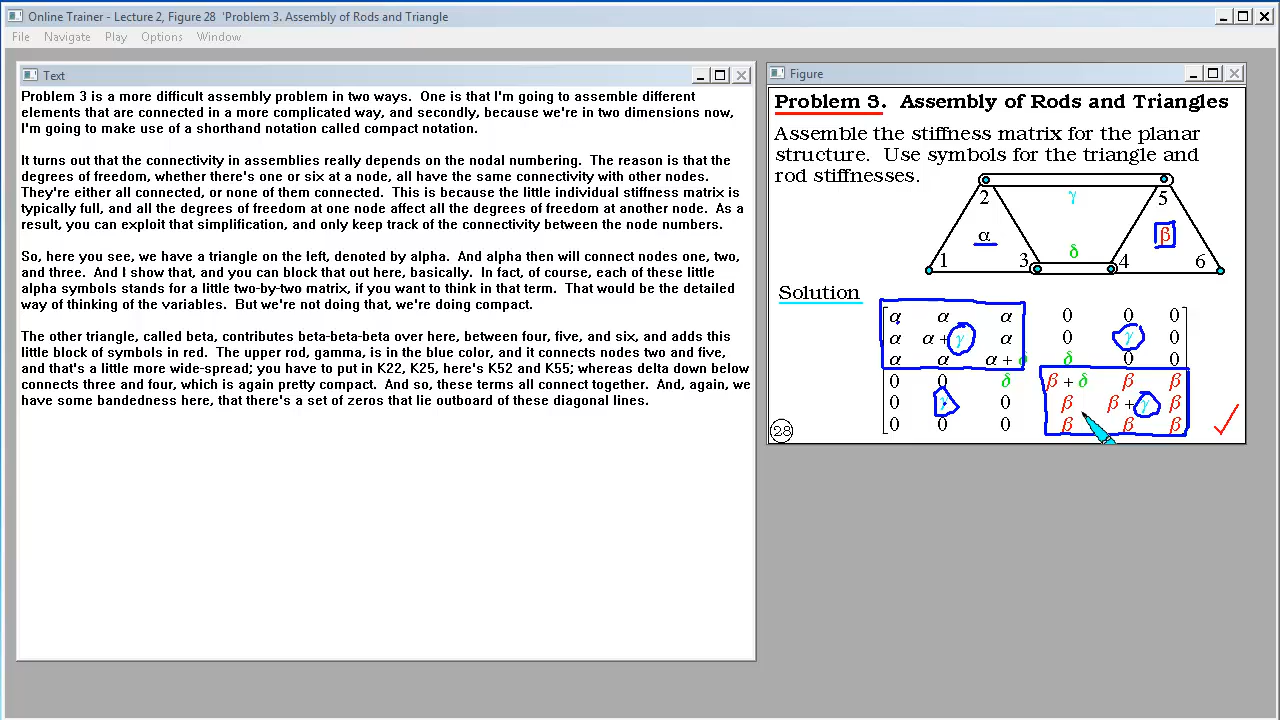 Online Trainer - Lecture 2, Figure 28  'Problem 3. Assembly of Rods and Triangle
File Navigate Play Options Window
Text
Problem 3 is a more difficult assembly problem in two ways.  One is that I'm going to assemble different
elements that are connected in a more complicated way, and secondly, because we're in two dimensions now,
I'm going to make use of a shorthand notation called compact notation.
It turns out that the connectivity in assemblies really depends on the nodal numbering.  The reason is that the
degrees of freedom, whether there's one or six at a node, all have the same connectivity with other nodes.
They're either all connected, or none of them connected.  This is because the little individual stiffness matrix is
typically full, and all the degrees of freedom at one node affect all the degrees of freedom at another node.  As a
result, you can exploit that simplification, and only keep track of the connectivity between the node numbers.
So, here you see, we have a triangle on the left, denoted by alpha.  And alpha then will connect nodes one, two,
and three.  And I show that, and you can block that out here, basically.  In fact, of course, each of these little
alpha symbols stands for a little two-by-two matrix, if you want to think in that term.  That would be the detailed
way of thinking of the variables.  But we're not doing that, we're doing compact.
The other triangle, called beta, contributes beta-beta-beta over here, between four, five, and six, and adds this
little block of symbols in red.  The upper rod, gamma, is in the blue color, and it connects nodes two and five,
and that's a little more wide-spread; you have to put it K22, K25, here's K52 and K55; whereas delta down below
connects three and four, which is again pretty compact.  And so, these terms all connect together.  And, again, we
have some bandedness here, that there's a set of zeros that lie outboard of these diagonal lines.
Figure
Problem 3.  Assembly of Rods and Triangles
Assemble the stiffness matrix for the planar
structure.  Use symbols for the triangle and
rod stiffnesses.
2 γ 5
α β
δ
1 3 4 6
Solution
α α α 0 0 0
α α + γ α 0 γ 0
α α α + δ δ 0 0
0 0 δ β + δ β β
0 γ 0 β β + γ β
0 0 0 β β β
28